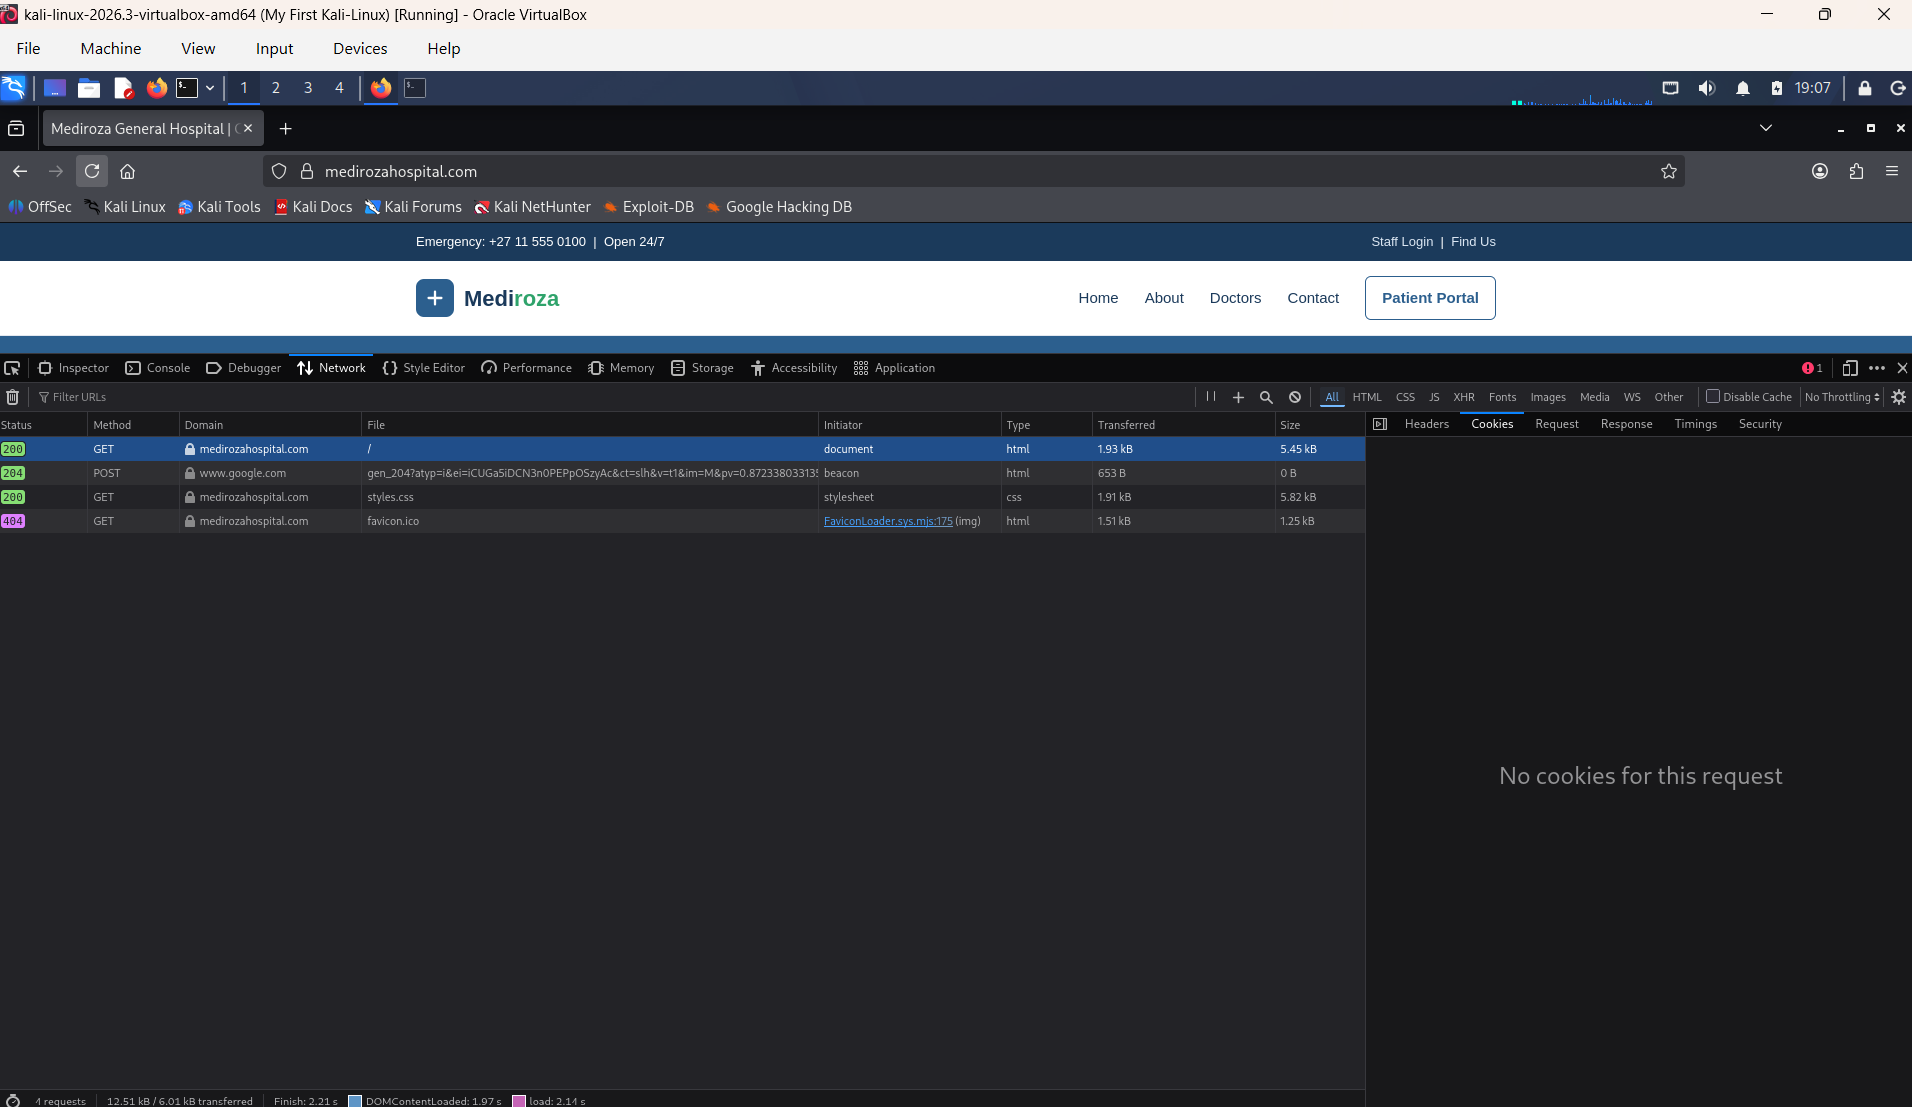 kali-linux-2026.3-virtualbox-amd64 (My First Kali-Linux) [Running] - Oracle VirtualBox
File Machine View Input Devices Help
1 2 3 4 19:07
Mediroza General Hospital |
medirozahospital.com
OffSec Kali Linux Kali Tools Kali Docs Kali Forums Kali NetHunter Exploit-DB Google Hacking DB
Emergency: +27 11 555 0100 | Open 24/7 Staff Login | Find Us
Mediroza Home About Doctors Contact Patient Portal
Inspector Console Debugger Network Style Editor Performance Memory Storage Accessibility Application 1
Filter URLs All HTML CSS JS XHR Fonts Images Media WS Other Disable Cache No Throttling
Status Method Domain File Initiator Type Transferred Size Headers Cookies Request Response Timings Security
200 GET medirozahospital.com / document html 1.93 kB 5.45 kB
204 POST www.google.com gen_204?atyp=i&ei=iCUGa5iDCN3n0PEPpOSzyAc&ct=slh&v=t1&im=M&pv=0.872338033135 beacon html 653 B 0 B
200 GET medirozahospital.com styles.css stylesheet css 1.91 kB 5.82 kB
404 GET medirozahospital.com favicon.ico FaviconLoader.sys.mjs:175 (img) html 1.51 kB 1.25 kB
No cookies for this request
4 requests 12.51 kB / 6.01 kB transferred Finish: 2.21 s DOMContentLoaded: 1.97 s load: 2.14 s